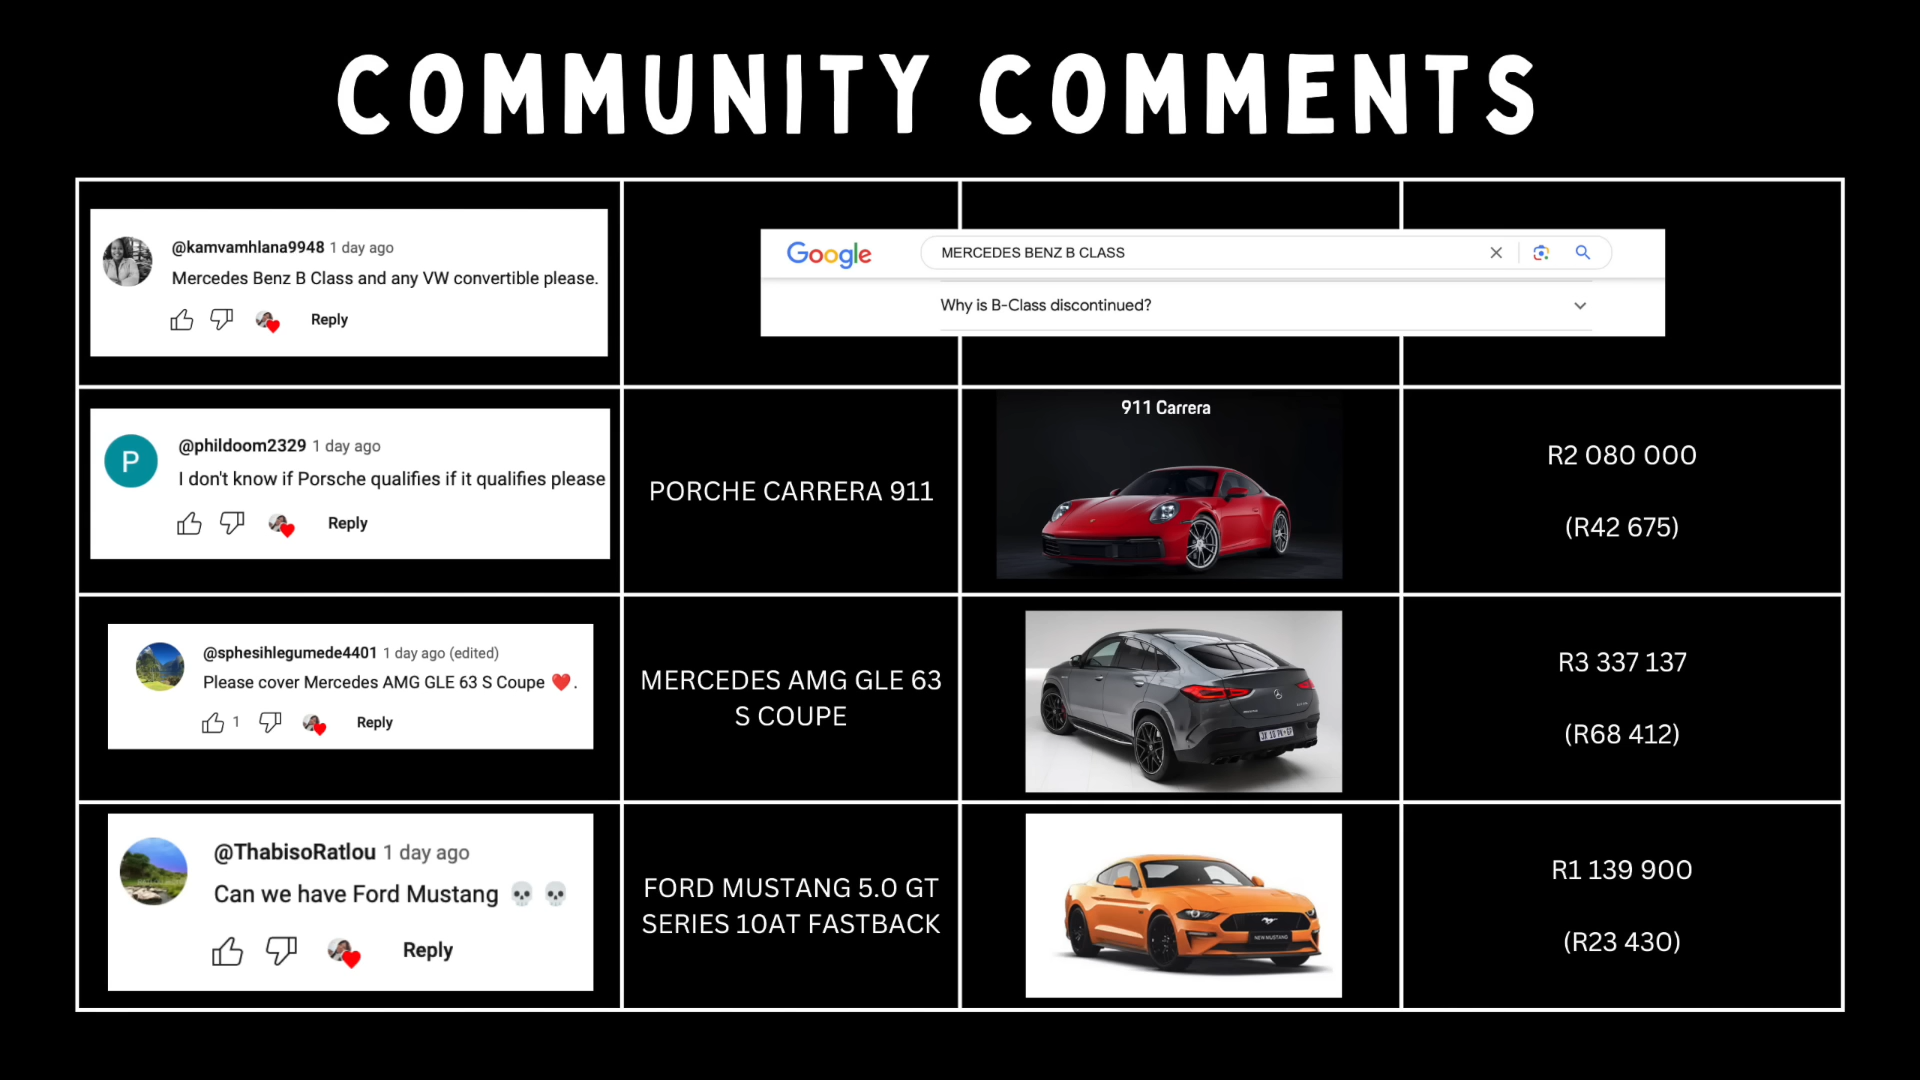 COMMUNITY COMMENTS
@kamvamhlana9948 1 day ago
Mercedes Benz B Class and any VW convertible please.
Reply
Google
MERCEDES BENZ B CLASS
Why is B-Class discontinued?
P
@phildoom2329 1 day ago
I don't know if Porsche qualifies if it qualifies please
Reply
PORCHE CARRERA 911
911 Carrera
R2 080 000
(R42 675)
@sphesihlegumede4401 1 day ago (edited)
Please cover Mercedes AMG GLE 63 S Coupe ❤️.
1
Reply
MERCEDES AMG GLE 63
S COUPE
R3 337 137
(R68 412)
@ThabisoRatlou 1 day ago
Can we have Ford Mustang 💀 💀
Reply
FORD MUSTANG 5.0 GT
SERIES 10AT FASTBACK
NEW MUSTANG
R1 139 900
(R23 430)